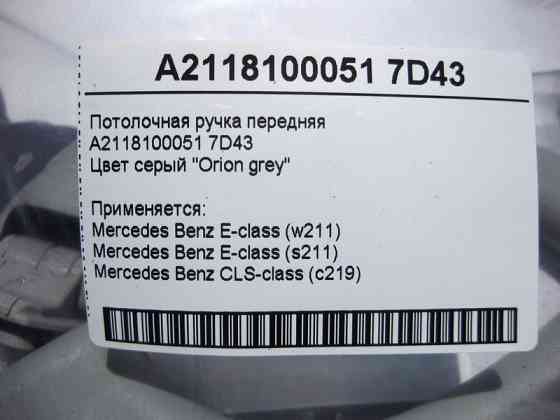 A2118100051 7D43
Потолочная ручка передняя
A2118100051 7D43
Цвет серый "Orion grey"
Применяется:
Mercedes Benz E-class (w211)
Mercedes Benz E-class (s211)
Mercedes Benz CLS-class (c219)